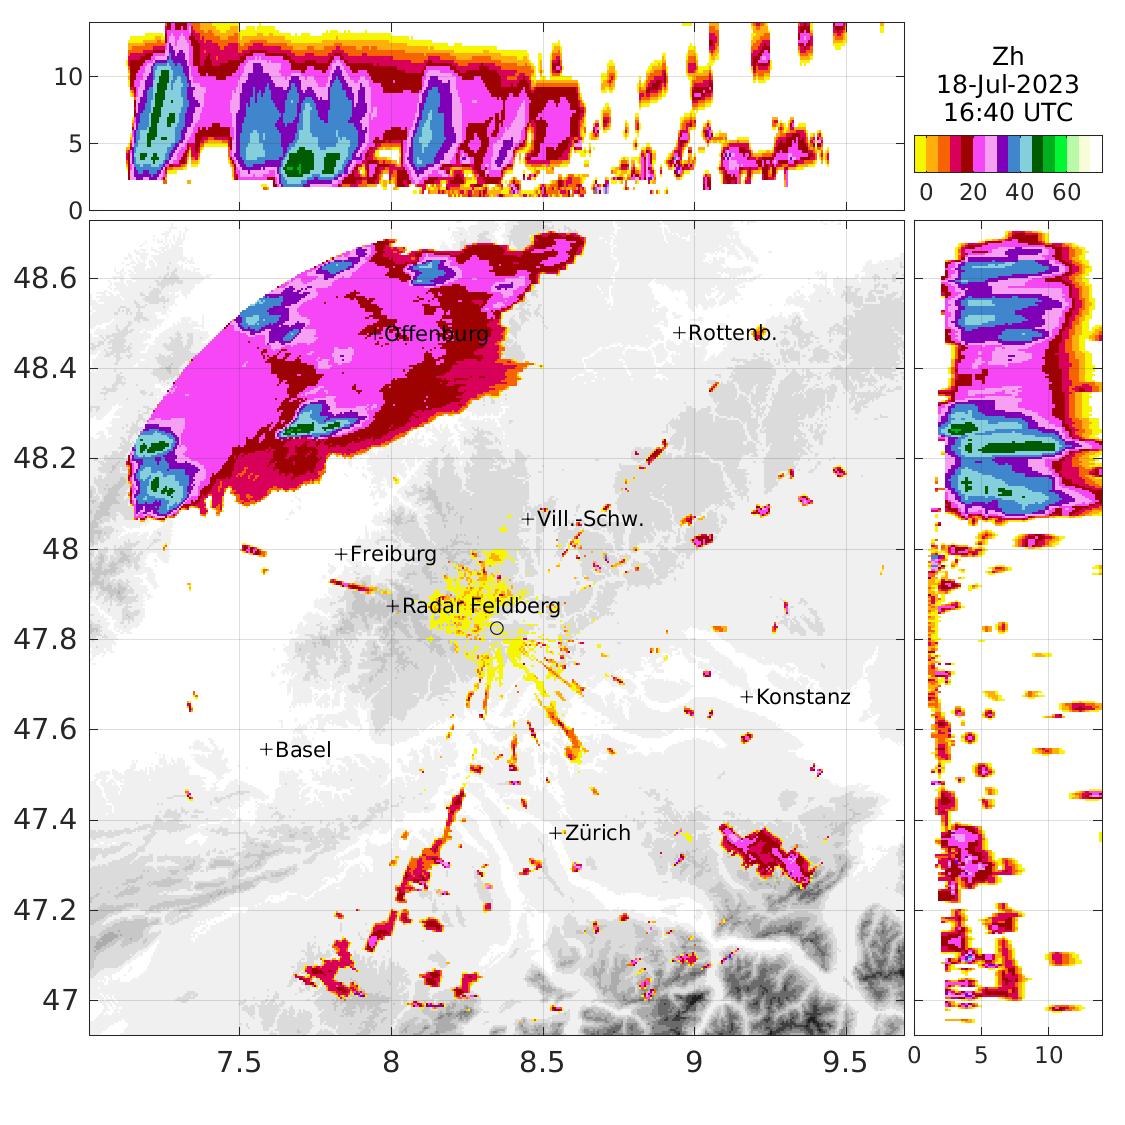 Zh
18-Jul-2023
16:40 UTC
0 20 40 60
10
5
0
48.6
48.4
48.2
48
47.8
47.6
47.4
47.2
47
Offenburg
Rottenb.
Vill.-Schw.
Freiburg
Radar Feldberg
Konstanz
Basel
Zürich
7.5 8 8.5 9 9.5
0 5 10